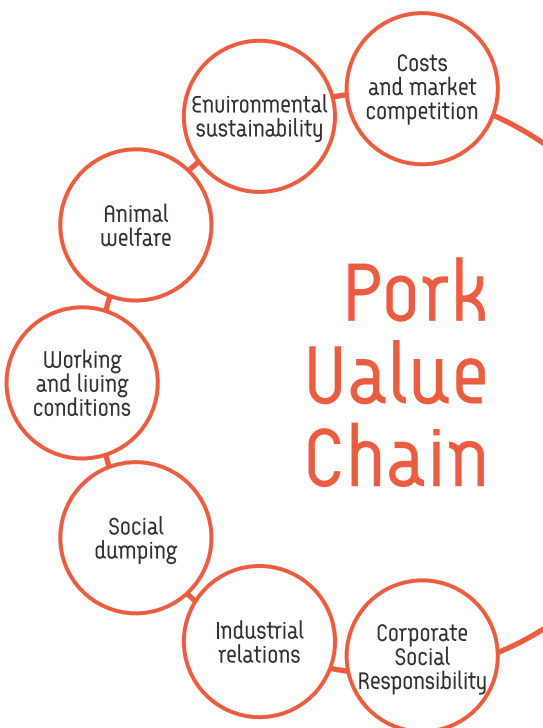 Costs
and market
competition
Environmental
sustainability
Animal
welfare
Working
and living
conditions
Social
dumping
Industrial
relations
Corporate
Social
Responsibility
Pork
Value
Chain